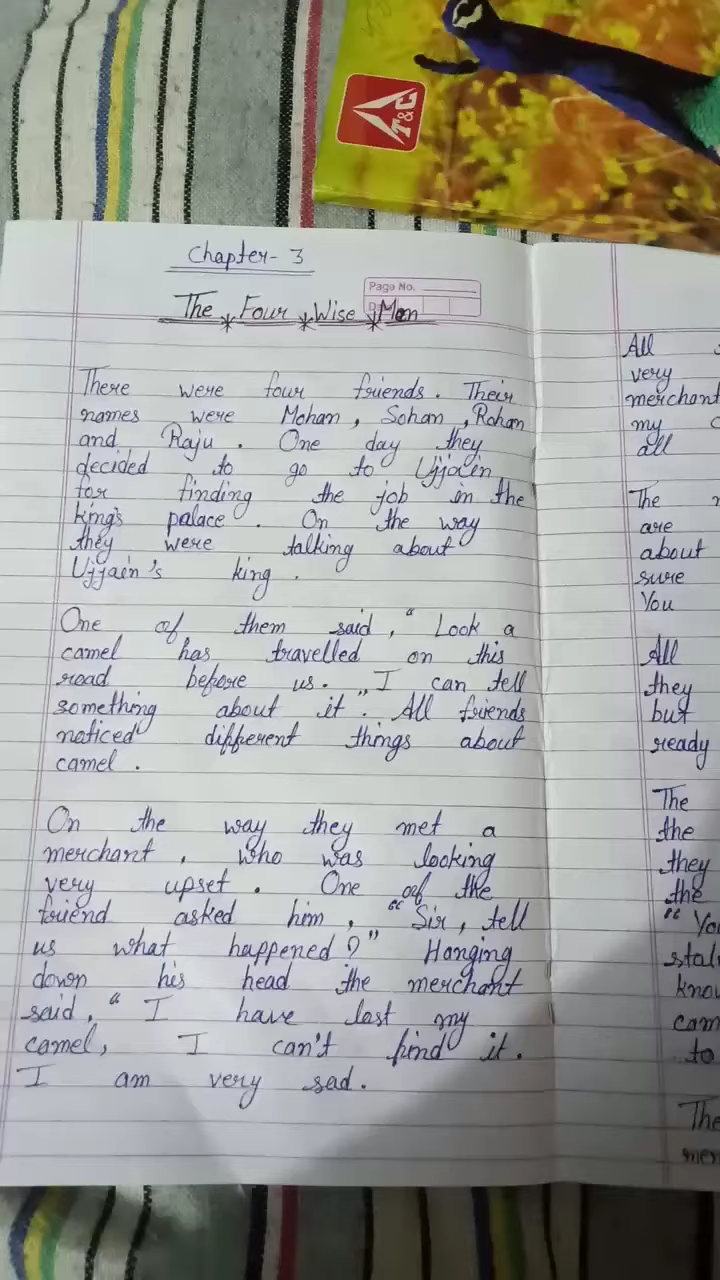 T&C
Chapter- 3
Page No.
The Four Wise Men
There were four friends. Their
names were Mohan, Sohan, Rohan
and Raju. One day they
decided to go to Ujjain
for finding the job in the
king's palace. On the way
they were talking about
Ujjain's king.
One of them said, "Look a
camel has travelled on this
road before us. "I can tell
something about it. All friends
noticed different things about
camel.
On the way they met a
merchant, who was looking
very upset. One of the
friend asked him, "Sir, tell
us what happened?" Hanging
down his head the merchant
said, "I have lost my
camel, I can't find it.
I am very sad.
All
very
merchant
my
all
The
are
about
sure
You
All
they
but
ready
The
the
they
the
"You
know
to
The